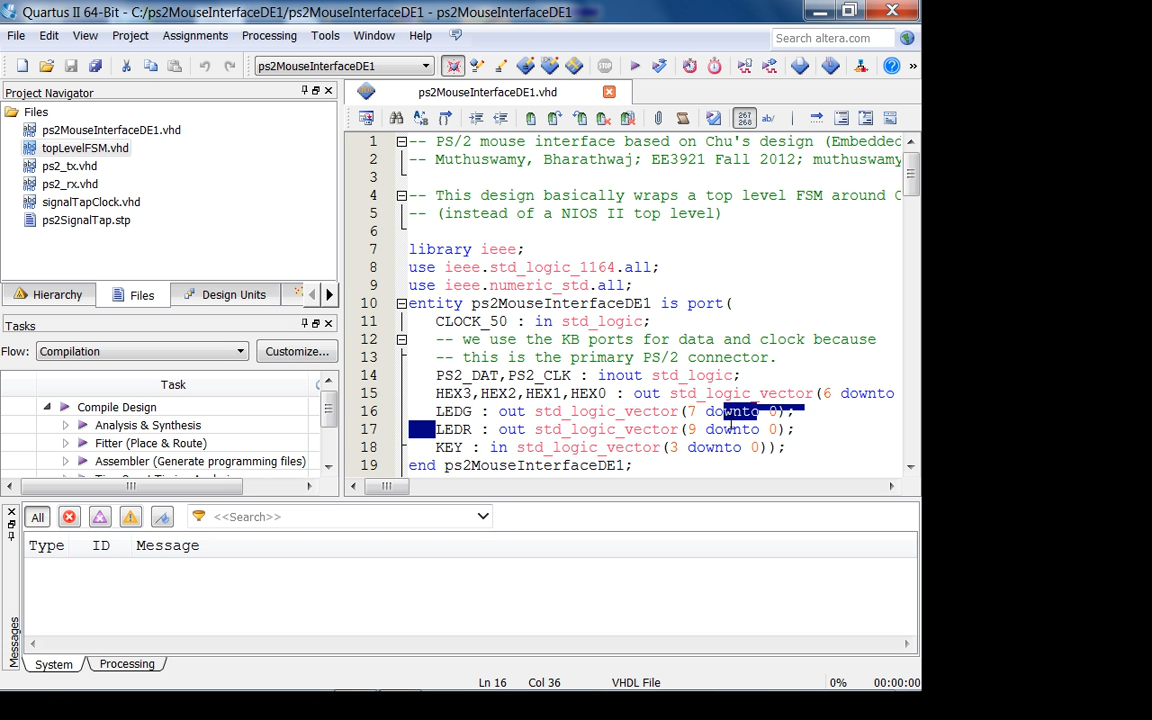 Quartus II 64-Bit - C:/ps2MouseInterfaceDE1/ps2MouseInterfaceDE1 - ps2MouseInterfaceDE1
File Edit View Project Assignments Processing Tools Window Help
Search altera.com
ps2MouseInterfaceDE1
»
Project Navigator
Files
ps2MouseInterfaceDE1.vhd
topLevelFSM.vhd
ps2_tx.vhd
ps2_rx.vhd
signalTapClock.vhd
ps2SignalTap.stp
Hierarchy Files Design Units
Tasks
Flow: Compilation Customize...
Task
Compile Design
Analysis & Synthesis
Fitter (Place & Route)
Assembler (Generate programming files)
ps2MouseInterfaceDE1.vhd
267
268
ab/
1 -- PS/2 mouse interface based on Chu's design (Embedded
2 -- Muthuswamy, Bharathwaj; EE3921 Fall 2012; muthuswamy
3
4 -- This design basically wraps a top level FSM around C
5 -- (instead of a NIOS II top level)
6
7 library ieee;
8 use ieee.std_logic_1164.all;
9 use ieee.numeric_std.all;
10 entity ps2MouseInterfaceDE1 is port(
11 CLOCK_50 : in std_logic;
12 -- we use the KB ports for data and clock because
13 -- this is the primary PS/2 connector.
14 PS2_DAT,PS2_CLK : inout std_logic;
15 HEX3,HEX2,HEX1,HEX0 : out std_logic_vector(6 downto
16 LEDG : out std_logic_vector(7 downto 0);
17 LEDR : out std_logic_vector(9 downto 0);
18 KEY : in std_logic_vector(3 downto 0));
19 end ps2MouseInterfaceDE1;
All <<Search>>
Type ID Message
Messages
System Processing
Ln 16 Col 36 VHDL File 0% 00:00:00